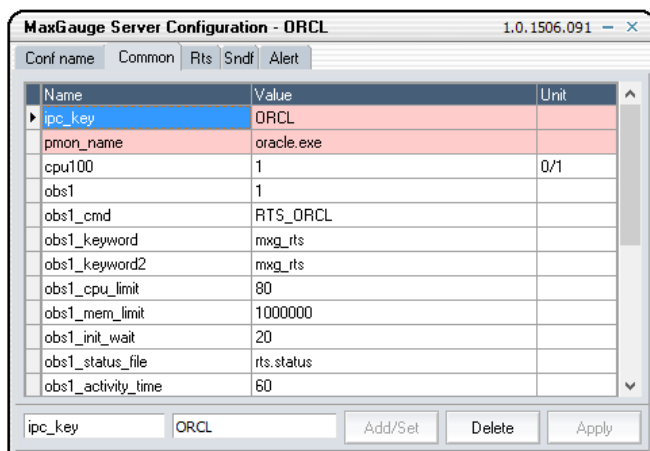 MaxGauge Server Configuration - ORCL 1.0.1506.091
Conf name Common Rts Sndf Alert
Name Value Unit
ipc_key ORCL
pmon_name oracle.exe
cpu100 1 0/1
obs1 1
obs1_cmd RTS_ORCL
obs1_keyword mxg_rts
obs1_keyword2 mxg_rts
obs1_cpu_limit 80
obs1_mem_limit 1000000
obs1_init_wait 20
obs1_status_file rts.status
obs1_activity_time 60
ipc_key ORCL Add/Set Delete Apply